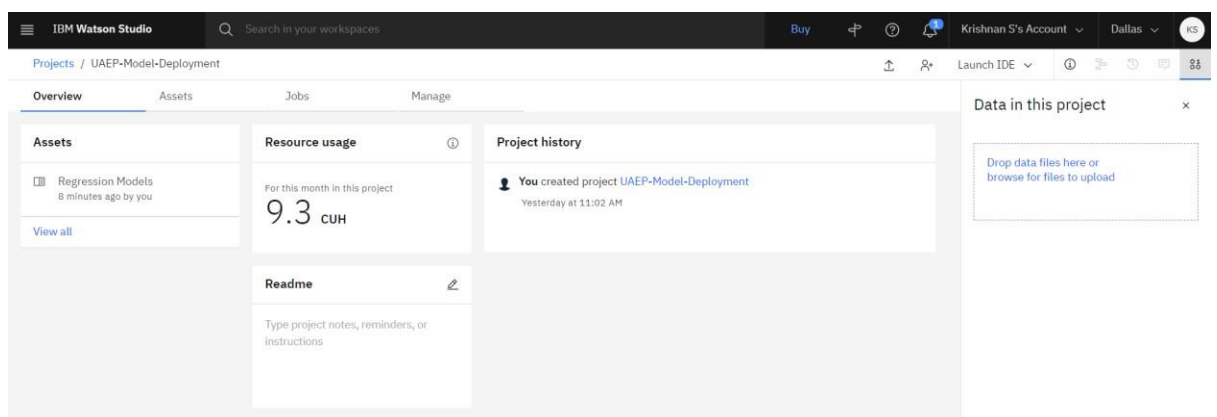 IBM Watson Studio
Search in your workspaces
Buy
1
Krishnan S's Account
Dallas
KS
Projects / UAEP-Model-Deployment
Launch IDE
Overview
Assets
Jobs
Manage
Assets
Regression Models
8 minutes ago by you
View all
Resource usage
For this month in this project
9.3 CUH
Readme
Type project notes, reminders, or
instructions
Project history
You created project UAEP-Model-Deployment
Yesterday at 11:02 AM
Data in this project
Drop data files here or
browse for files to upload